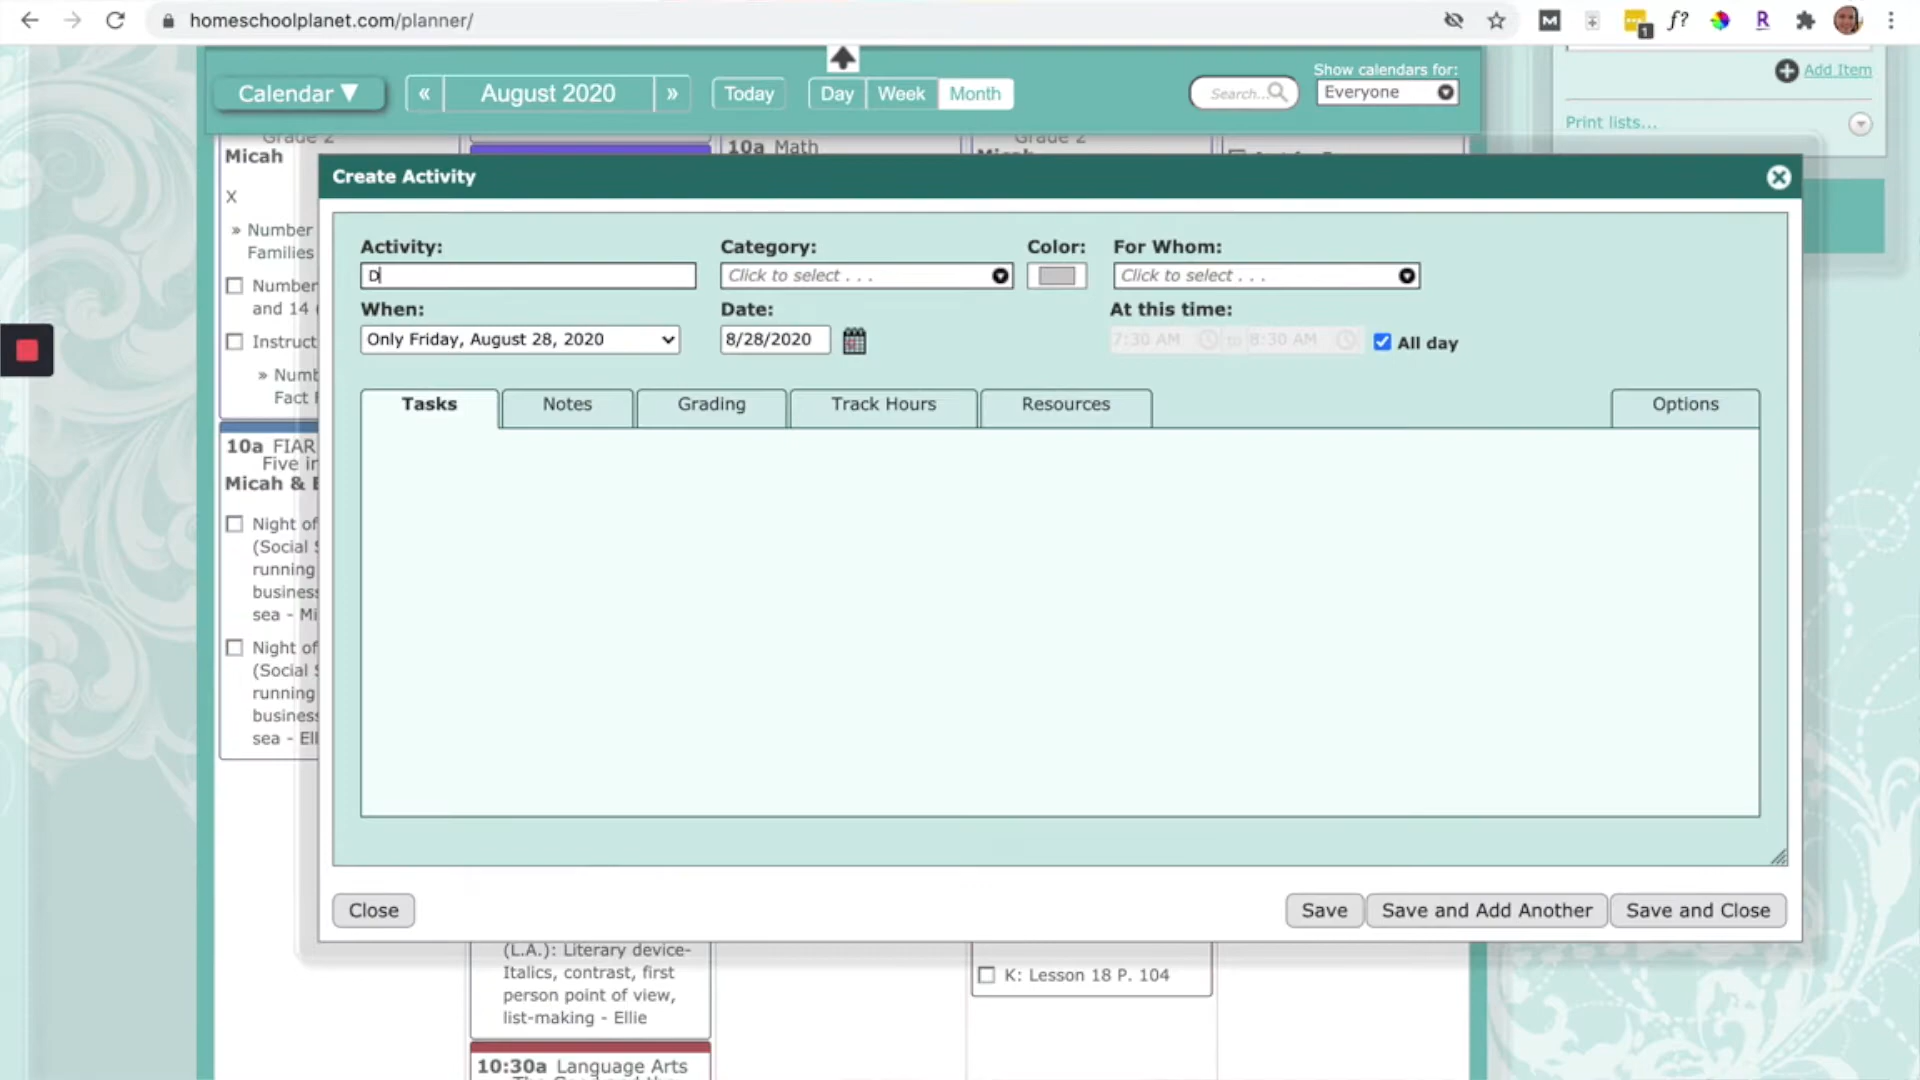 homeschoolplanet.com/planner/
1
f?
R
Show calendars for:
Add Item
Calendar ▼
«
August 2020
»
Today
Day
Week
Month
Search...
Everyone
Print lists...
Grade 2
Micah
10a Math
Grade 2
X
» Number
Families
Number
and 14
Instruct
» Numb
Fact
10a FIAR
Five in
Micah &
Night of
(Social
running
business
sea - Mi
Night of
(Social
running
business
sea - Ell
Create Activity
Activity:
Category:
Color:
For Whom:
D
Click to select . . .
Click to select . . .
When:
Date:
At this time:
Only Friday, August 28, 2020
8/28/2020
7:30 AM to 8:30 AM
All day
Tasks
Notes
Grading
Track Hours
Resources
Options
Close
Save
Save and Add Another
Save and Close
(L.A.): Literary device-
Italics, contrast, first
person point of view,
list-making - Ellie
K: Lesson 18 P. 104
10:30a Language Arts